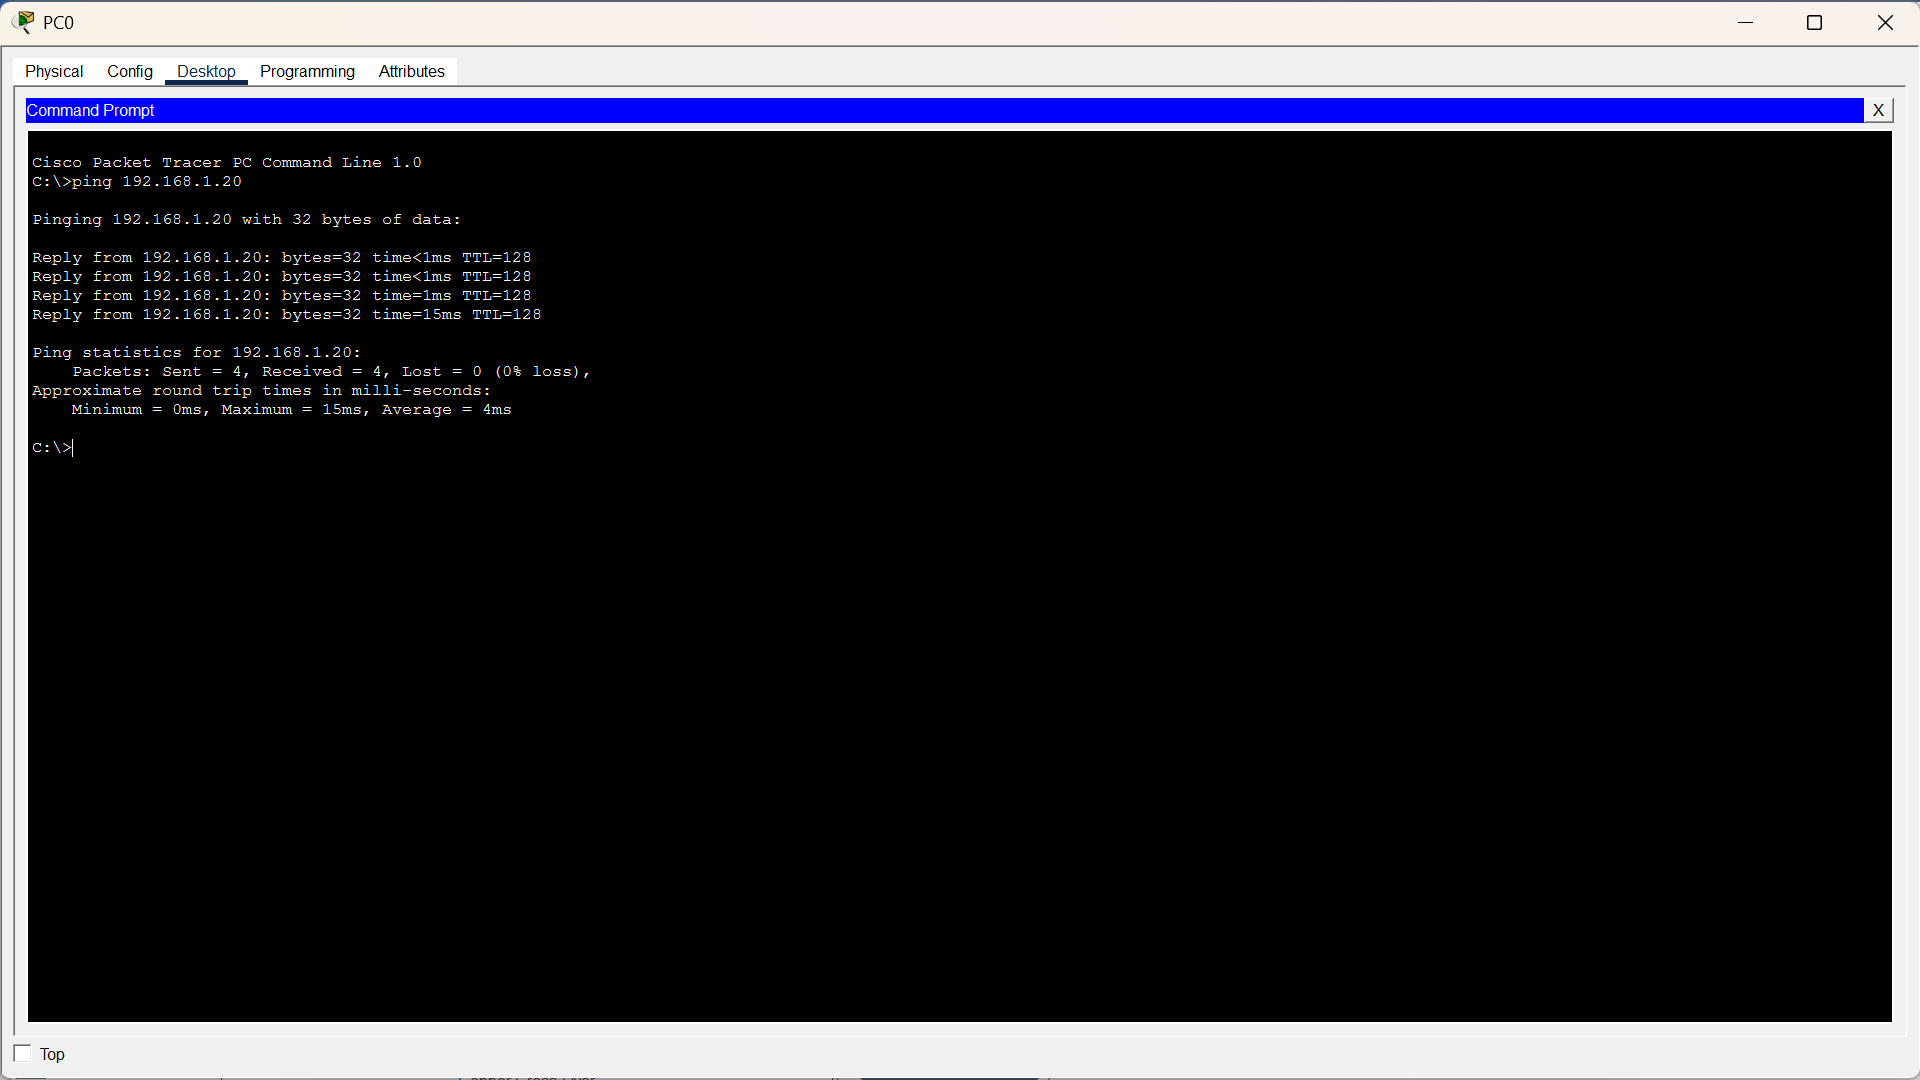 PC0
Physical Config Desktop Programming Attributes
Command Prompt
X
Cisco Packet Tracer PC Command Line 1.0
C:\>ping 192.168.1.20
Pinging 192.168.1.20 with 32 bytes of data:
Reply from 192.168.1.20: bytes=32 time<1ms TTL=128
Reply from 192.168.1.20: bytes=32 time<1ms TTL=128
Reply from 192.168.1.20: bytes=32 time=1ms TTL=128
Reply from 192.168.1.20: bytes=32 time=15ms TTL=128
Ping statistics for 192.168.1.20:
Packets: Sent = 4, Received = 4, Lost = 0 (0% loss),
Approximate round trip times in milli-seconds:
Minimum = 0ms, Maximum = 15ms, Average = 4ms
C:\>
Top